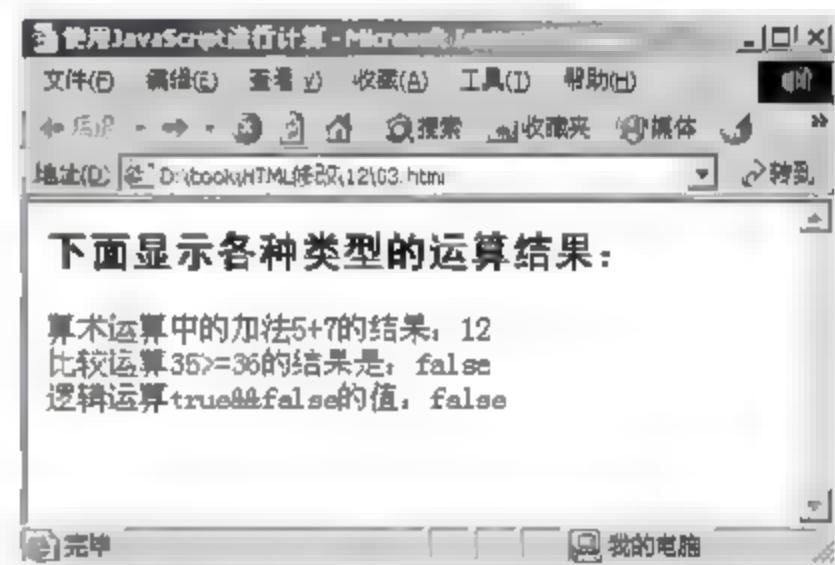 使用JavaScript进行计算 - Microsoft
文件(F) 编辑(E) 查看(V) 收藏(A) 工具(T) 帮助(H)
后退 搜索 收藏夹 媒体
地址(D) D:\book\HTML修改\12\03.html 转到
下面显示各种类型的运算结果：
算术运算中的加法5+7的结果：12
比较运算35>=36的结果是：false
逻辑运算true&&false的值：false
完毕 我的电脑